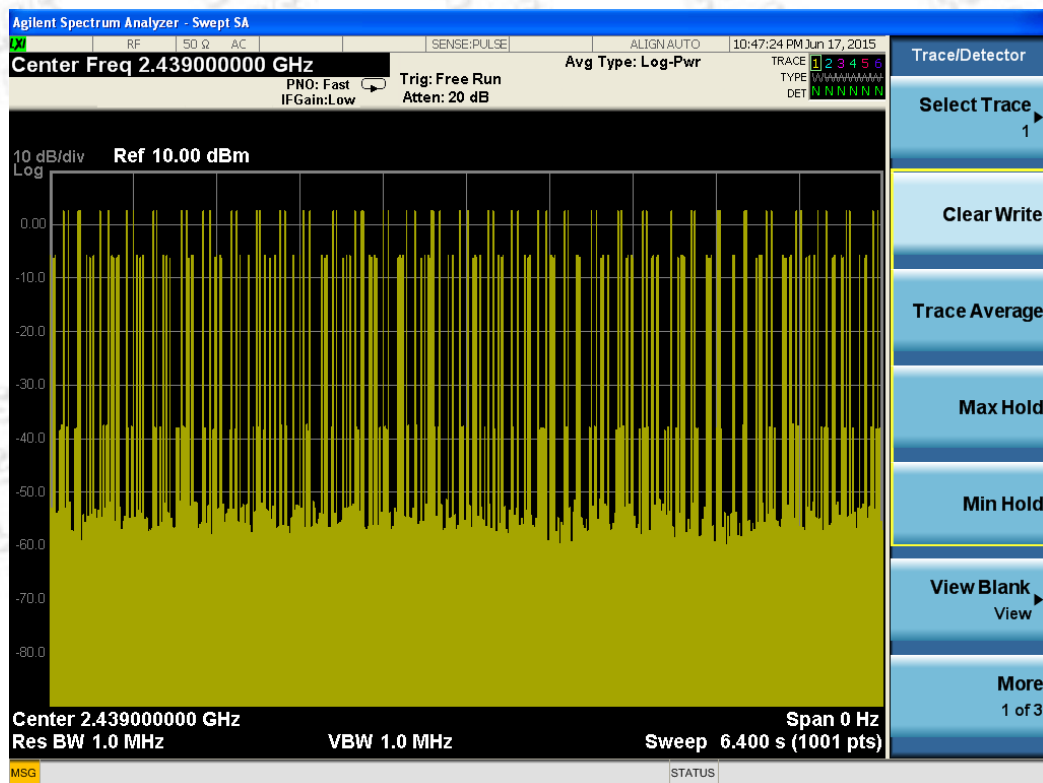 Agilent Spectrum Analyzer - Swept SA
LXI RF 50 Ω AC SENSE:PULSE ALIGN AUTO 10:47:24 PM Jun 17, 2015
Center Freq 2.439000000 GHz
Avg Type: Log-Pwr
TRACE 1 2 3 4 5 6
PNO: Fast
Trig: Free Run
TYPE
IFGain:Low
Atten: 20 dB
DET N N N N N N
10 dB/div Ref 10.00 dBm
Log
0.00
-10.0
-20.0
-30.0
-40.0
-50.0
-60.0
-70.0
-80.0
Center 2.439000000 GHz Span 0 Hz
Res BW 1.0 MHz VBW 1.0 MHz Sweep 6.400 s (1001 pts)
MSG STATUS
Trace/Detector
Select Trace
1
Clear Write
Trace Average
Max Hold
Min Hold
View Blank
View
More
1 of 3